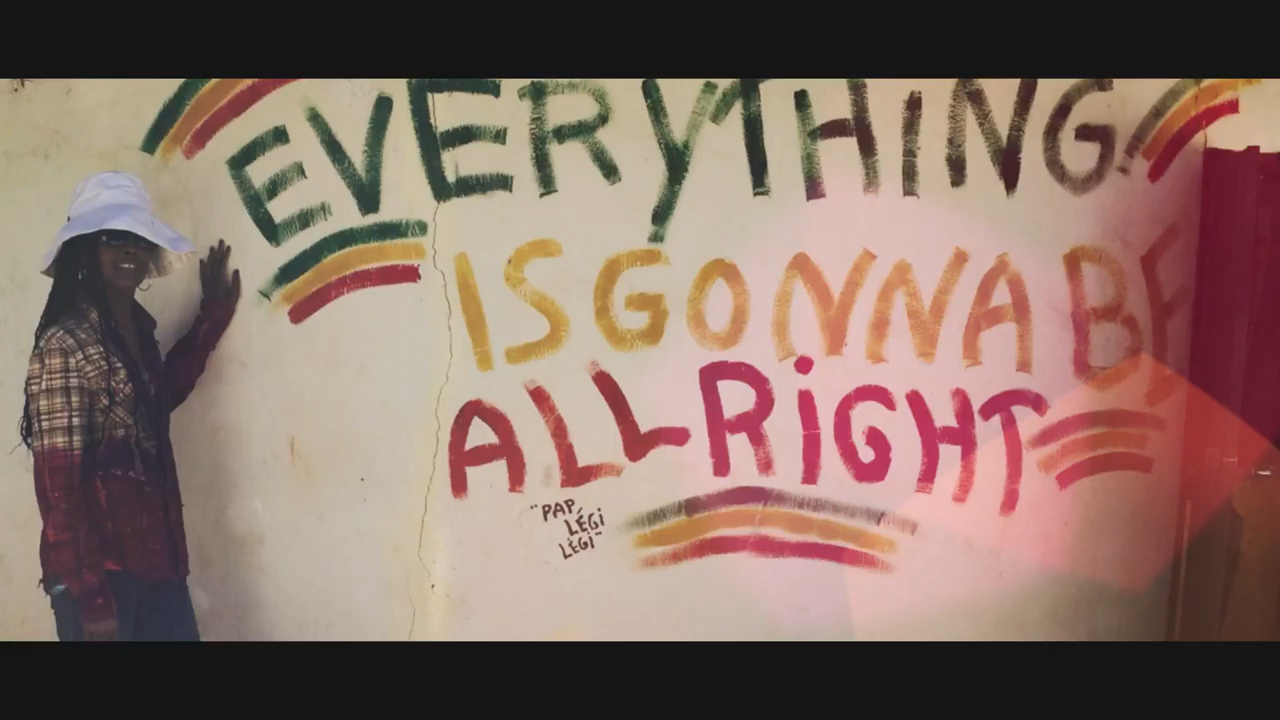 EVERYTHING
IS GONNA BE
ALL RIGHT
"PAP
LÉGI
LÉGI"